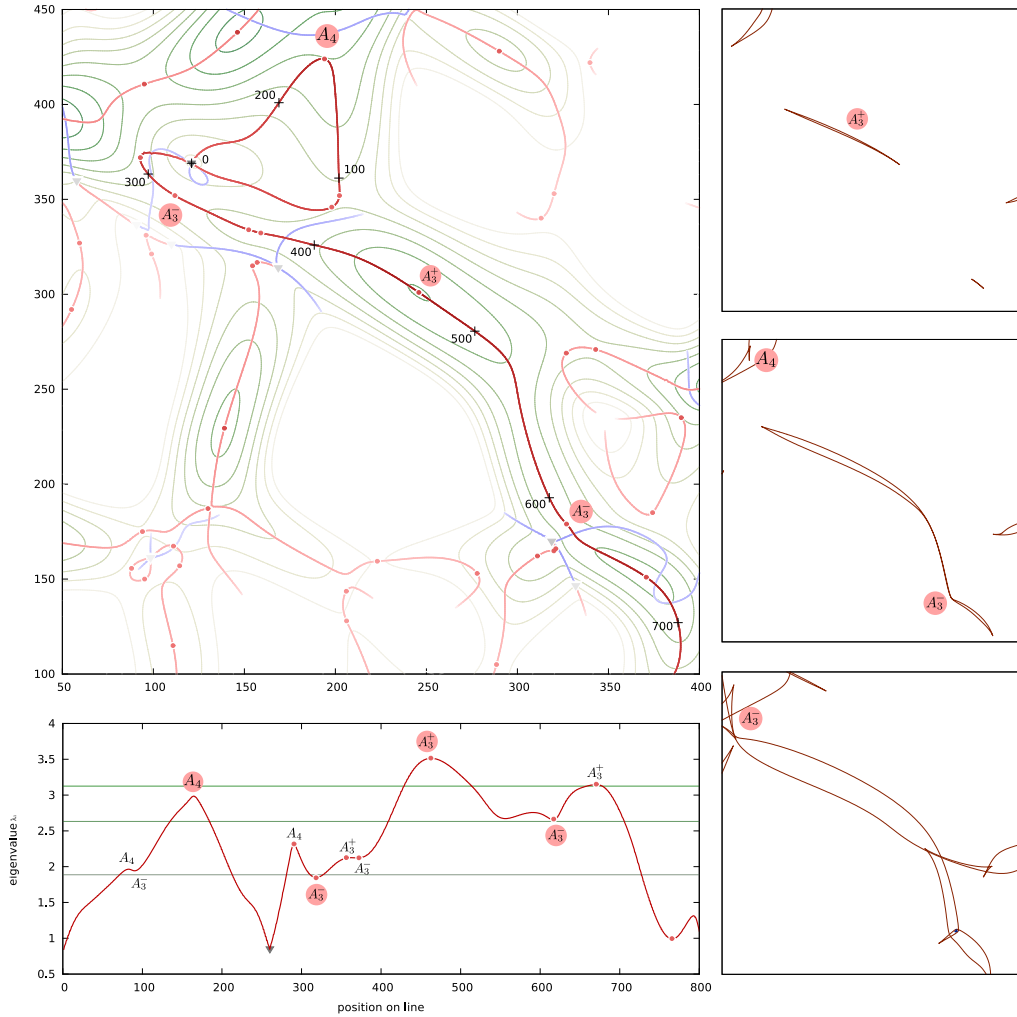 450
400
350
300
250
200
150
100
50 100 150 200 250 300 350 400
A₄
200
0
100
300
A₃⁻
400
A₃⁺
500
600
A₃⁻
700
A₃⁺
A₄
A₃⁻
A₃⁻
4
3.5
3
2.5
2
1.5
1
0.5
0 100 200 300 400 500 600 700 800
eigenvalue λᵢ
position on line
A₄
A₃⁻
A₄
A₄
A₃⁻
A₃⁺
A₃⁻
A₃⁺
A₃⁻
A₃⁺